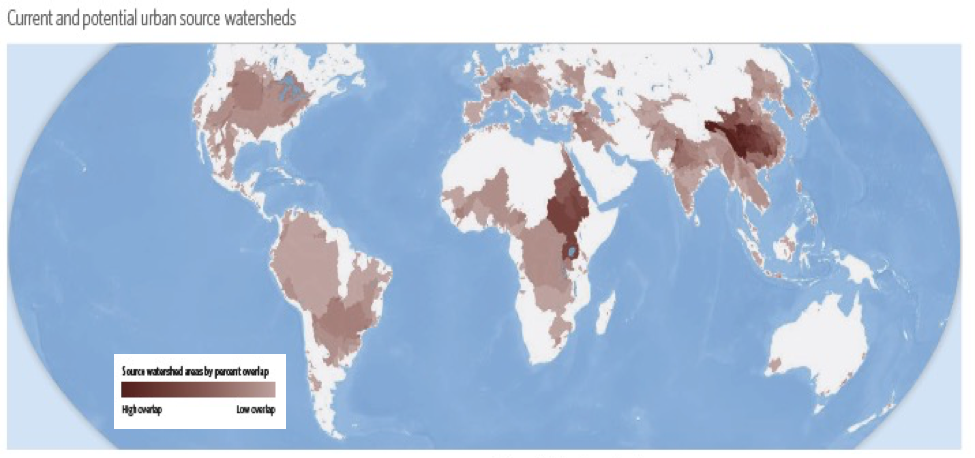 Current and potential urban source watersheds
Source watershed areas by percent overlap
High overlap Low overlap